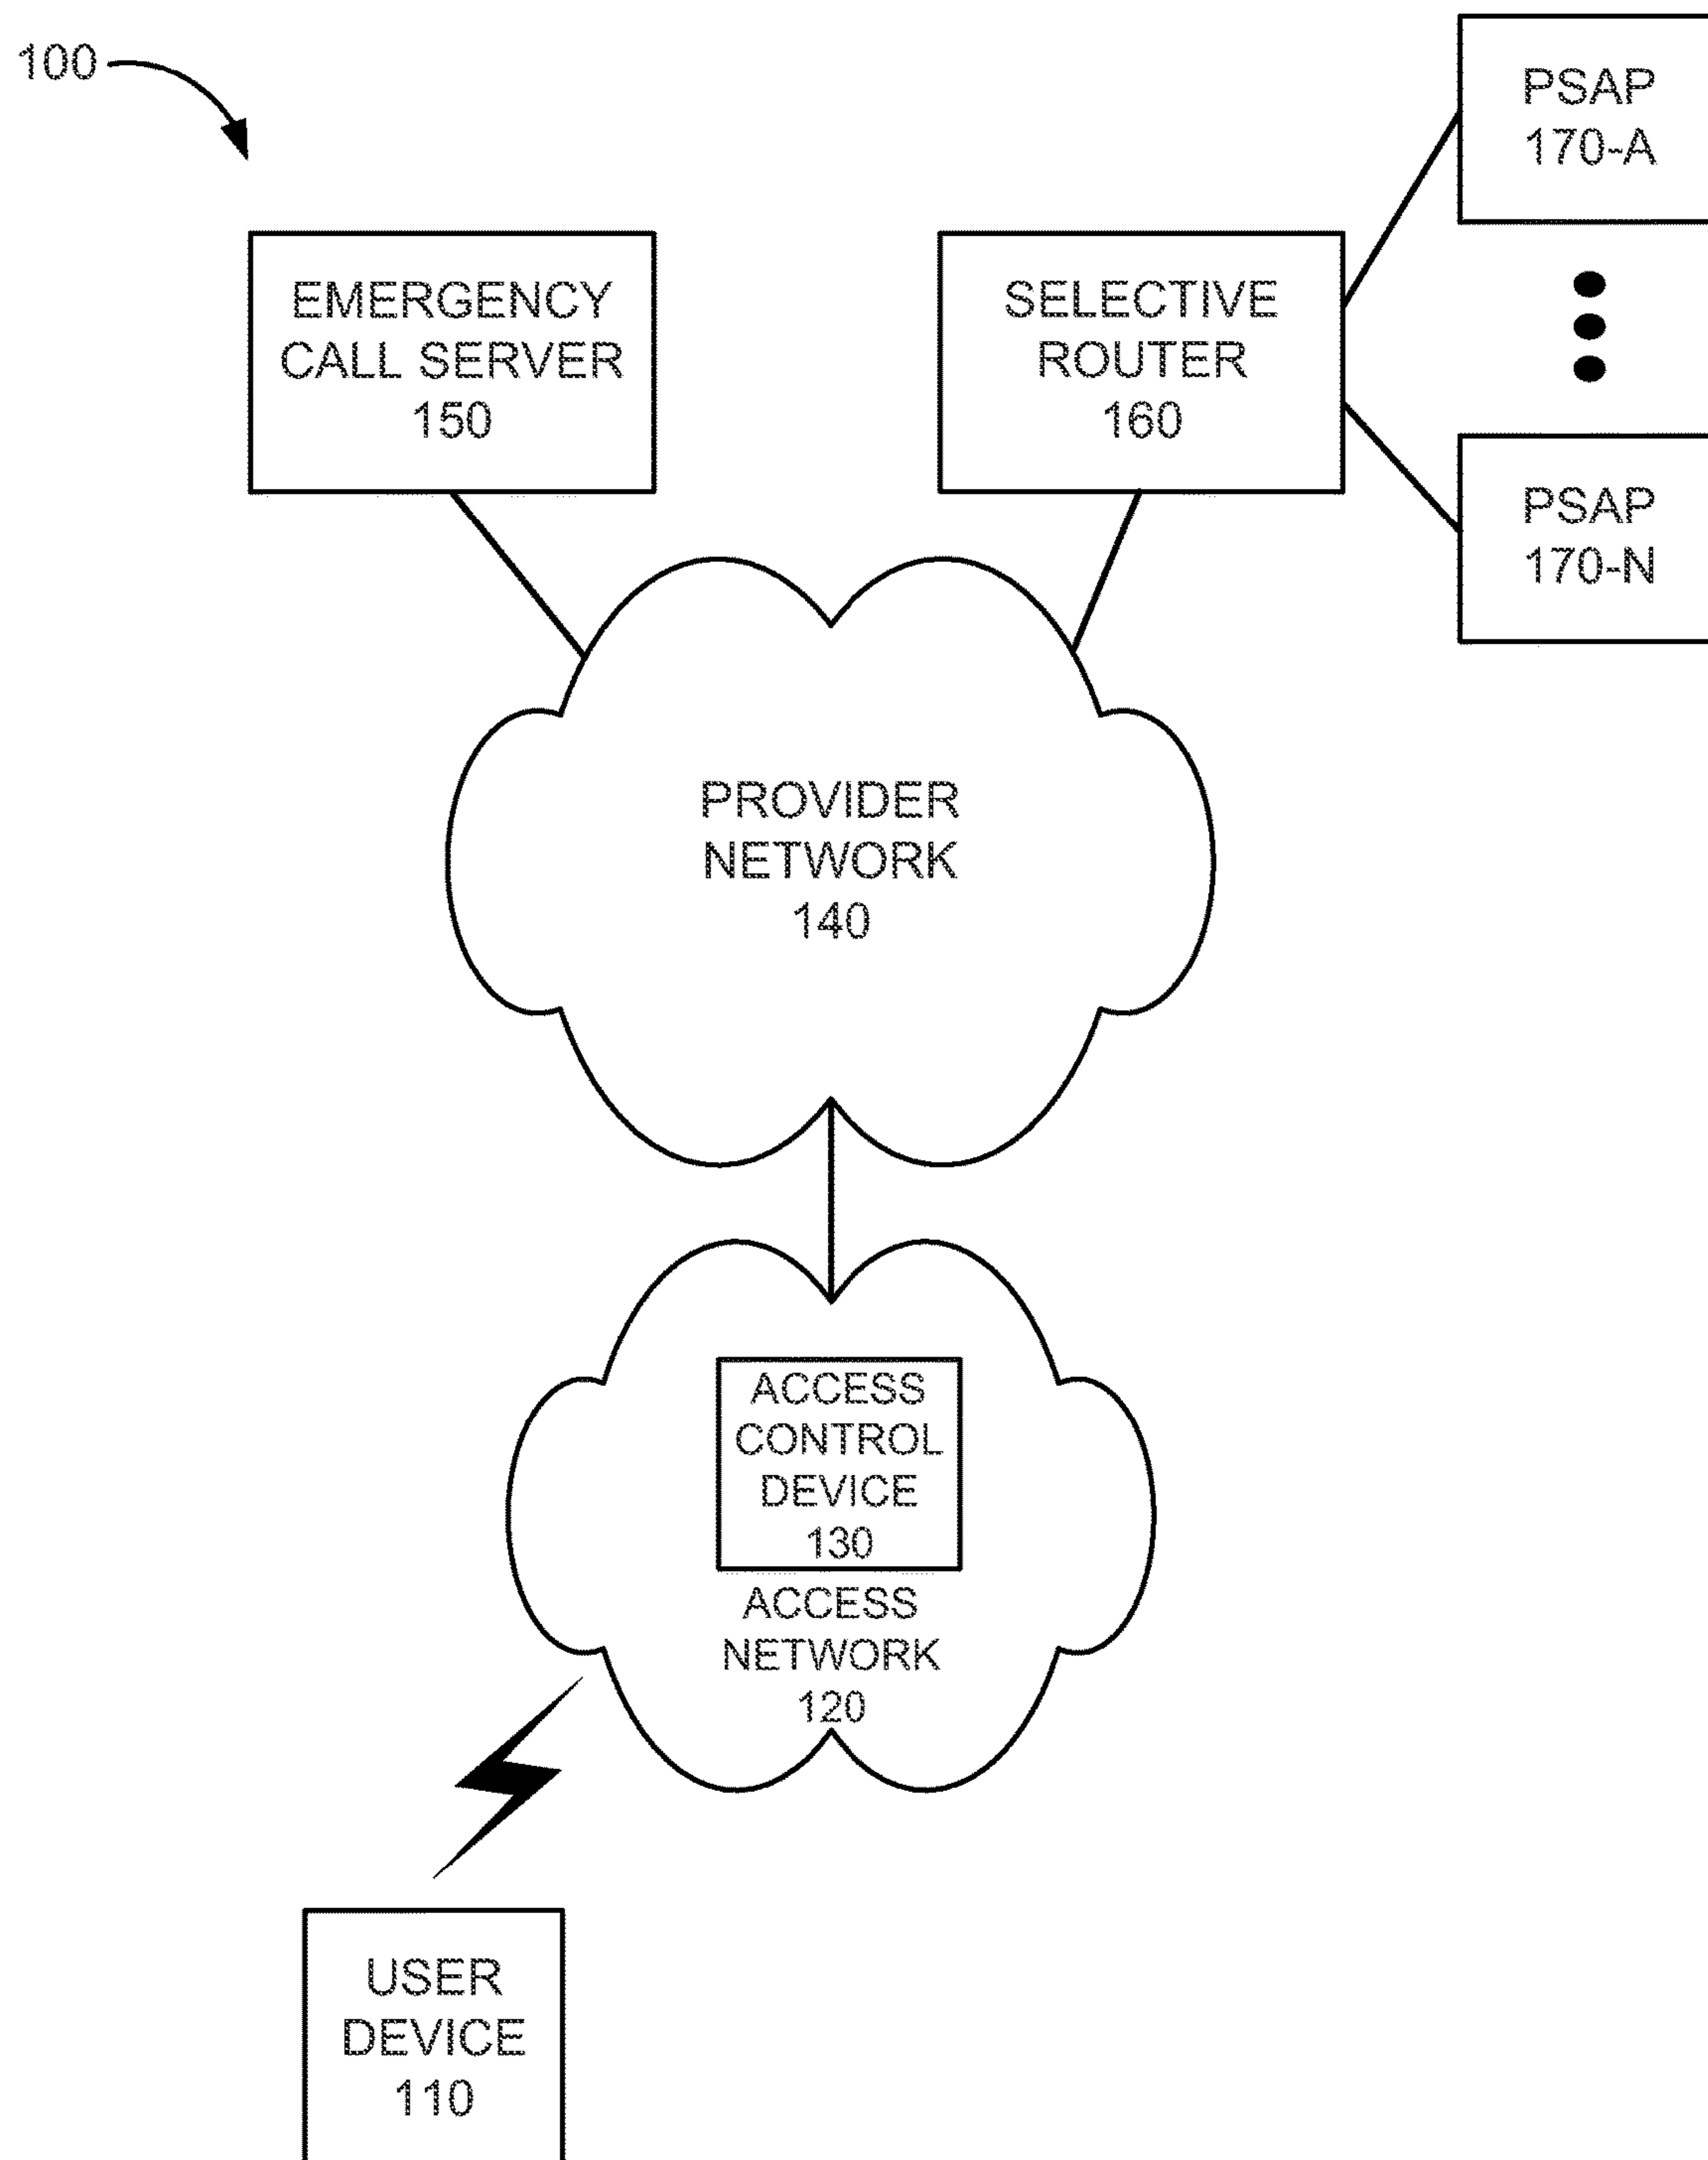 100
PSAP
170-A
EMERGENCY
CALL SERVER
150
SELECTIVE
ROUTER
160
PSAP
170-N
PROVIDER
NETWORK
140
ACCESS
CONTROL
DEVICE
130
ACCESS
NETWORK
120
USER
DEVICE
110